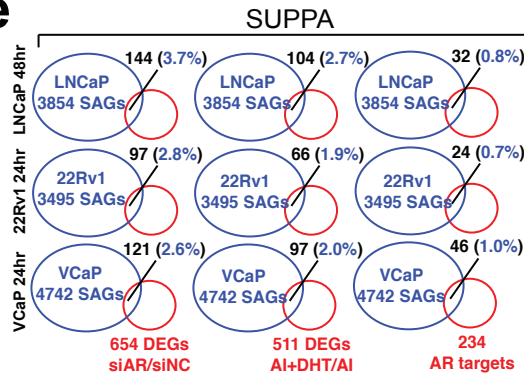 e
SUPPA
LNCaP 48hr
144 (3.7%)
104 (2.7%)
32 (0.8%)
LNCaP
3854 SAGs
LNCaP
3854 SAGs
LNCaP
3854 SAGs
22Rv1 24hr
97 (2.8%)
66 (1.9%)
24 (0.7%)
22Rv1
3495 SAGs
22Rv1
3495 SAGs
22Rv1
3495 SAGs
VCaP 24hr
121 (2.6%)
97 (2.0%)
46 (1.0%)
VCaP
4742 SAGs
VCaP
4742 SAGs
VCaP
4742 SAGs
654 DEGs
siAR/siNC
511 DEGs
AI+DHT/AI
234
AR targets